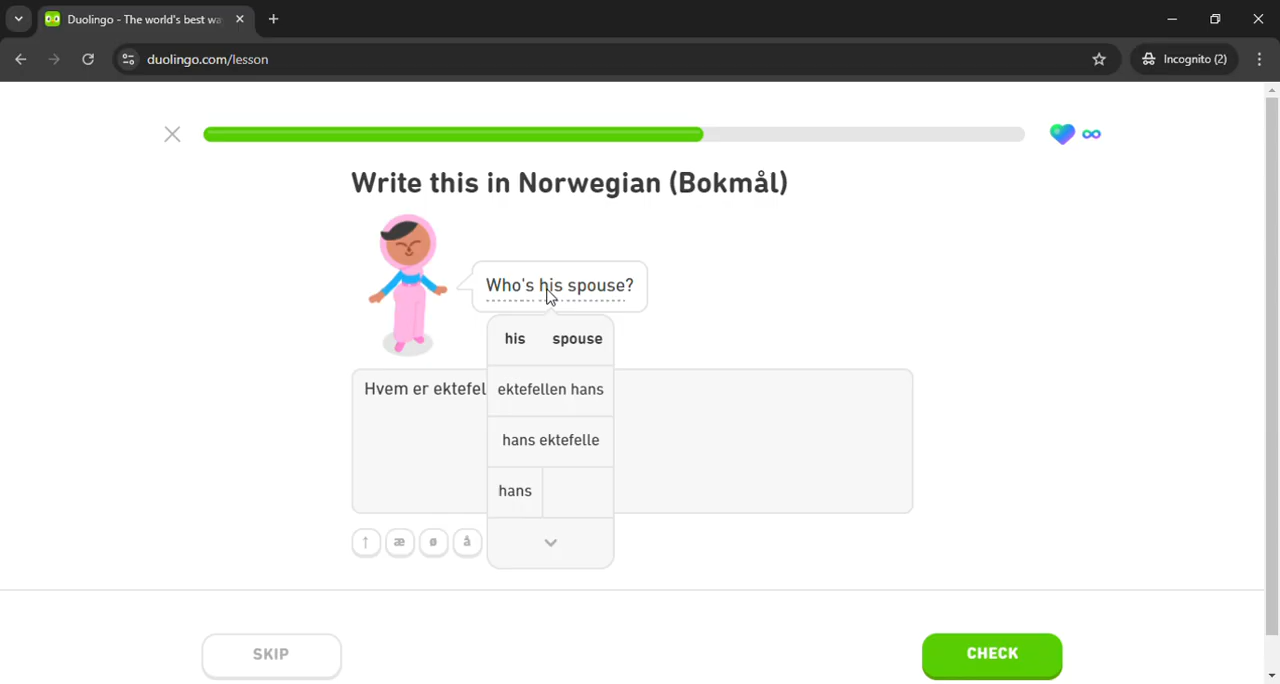 Duolingo - The world's best wa
duolingo.com/lesson
Incognito (2)
Write this in Norwegian (Bokmål)
Who's his spouse?
his spouse
Hvem er ektefel
ektefellen hans
hans ektefelle
hans
↑ æ ø å
SKIP
CHECK